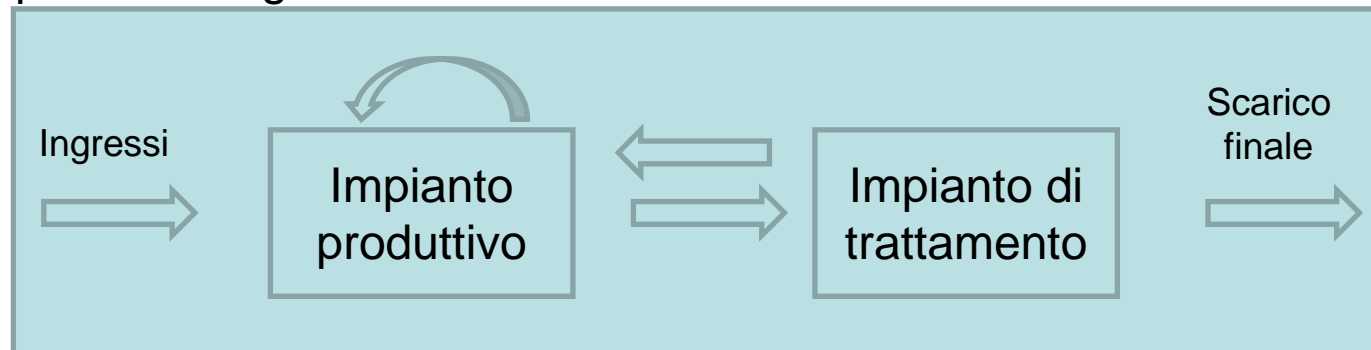 Ingressi
Impianto
produttivo
Impianto di
trattamento
Scarico
finale